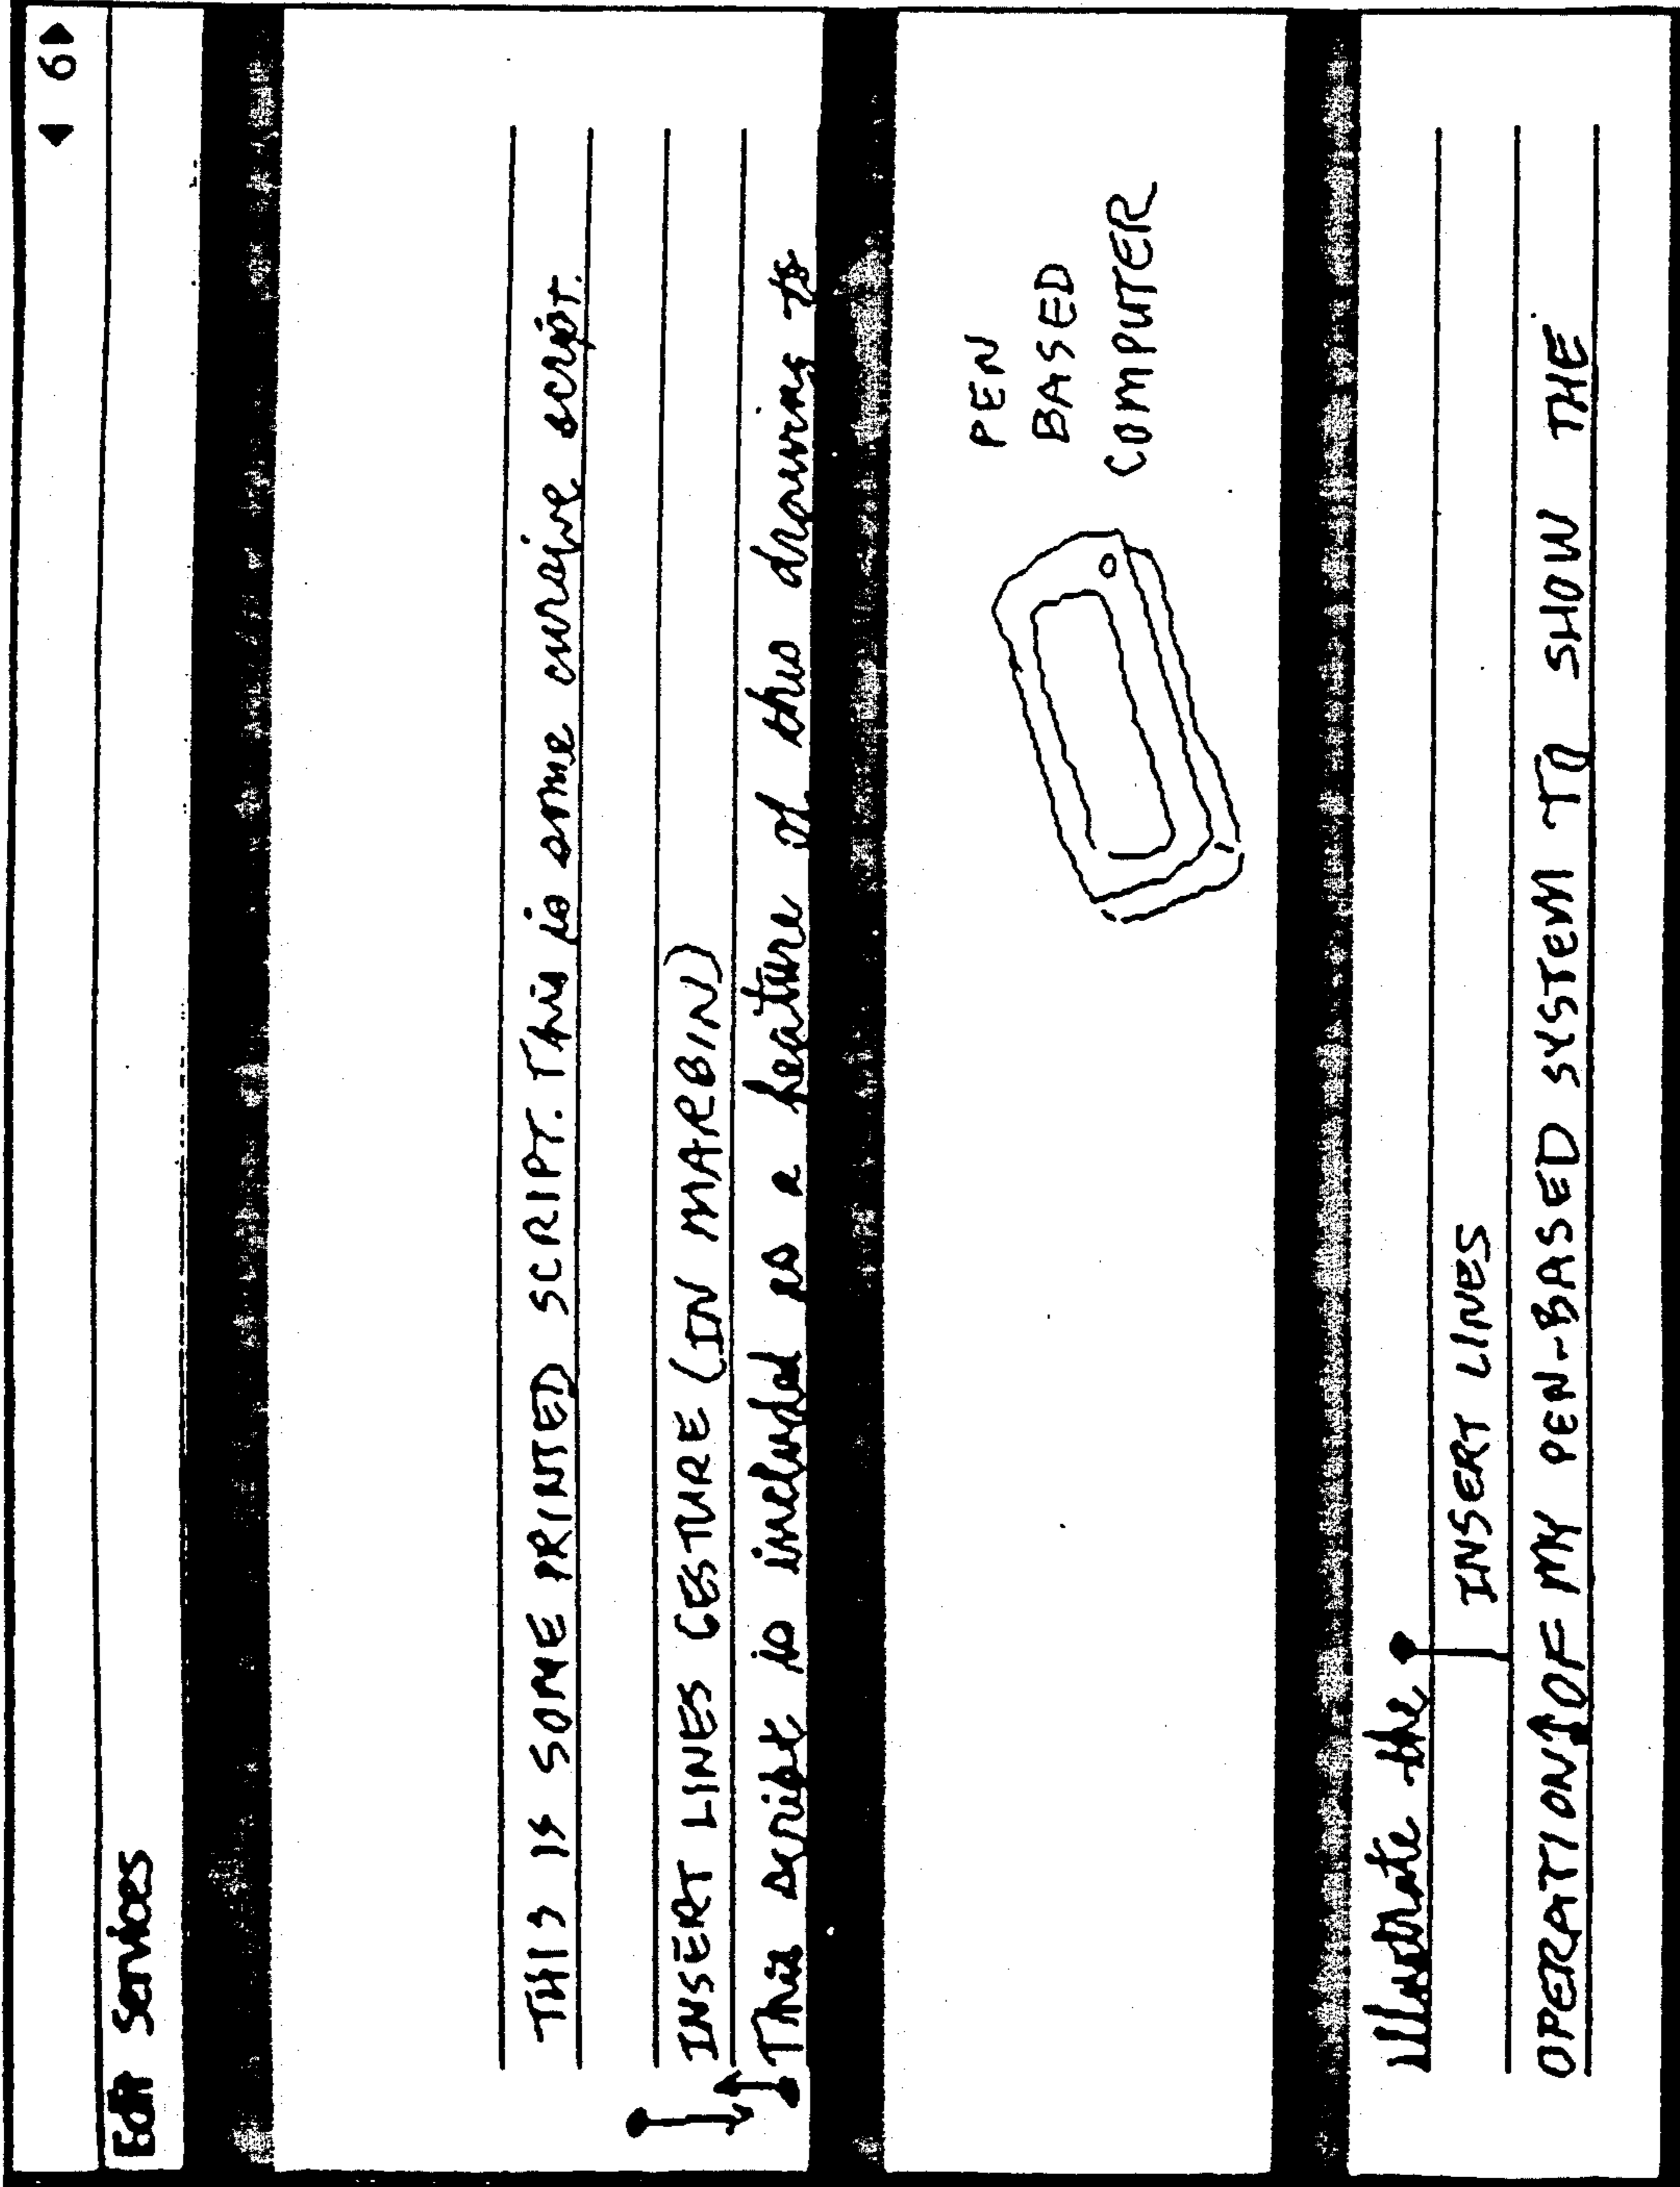 ◀ 6 ▶
Edit Services
THIS IS SOME PRINTED SCRIPT. This is some cursive script.
INSERT LINES GESTURE (IN MARBIN)
This script is included as a feature of this drawing to
PEN
BASED
COMPUTER
illustrate the
INSERT LINES
OPERATION OF MY PEN-BASED SYSTEM TO SHOW THE